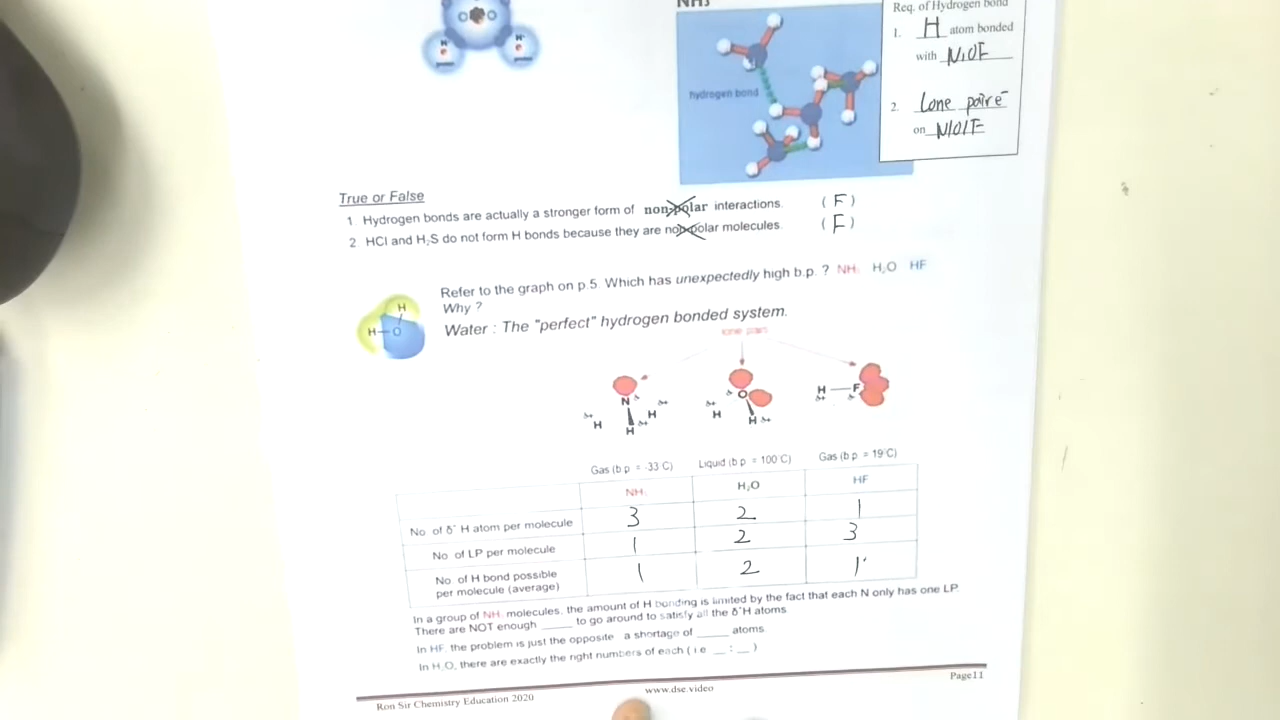 NH3
Req. of Hydrogen bond
1. H atom bonded
with N,O,F
hydrogen bond
2. Lone pair e⁻
on N/O/F
True or False
1. Hydrogen bonds are actually a stronger form of nonpolar interactions. (F)
2 HCl and H₂S do not form H bonds because they are nonpolar molecules. (F)
Refer to the graph on p.5. Which has unexpectedly high b.p. ? NH₃ H₂O HF
Why ?
Water : The "perfect" hydrogen bonded system.
lone pair
H
H–O
N H H H
O H H
H–F
Gas (b p = -33 C) Liquid (b p = 100 C) Gas (b p = 19 C)
NH₃ H₂O HF
No of δ⁺ H atom per molecule 3 2 1
No of LP per molecule 1 2 3
No of H bond possible
per molecule (average) 1 2 1
In a group of NH₃ molecules, the amount of H bonding is limited by the fact that each N only has one LP.
There are NOT enough _____ to go around to satisfy all the δ⁺H atoms
In HF, the problem is just the opposite a shortage of _____ atoms
In H₂O, there are exactly the right numbers of each ( i e __ : __ )
Ron Sir Chemistry Education 2020
www.dse.video
Page11